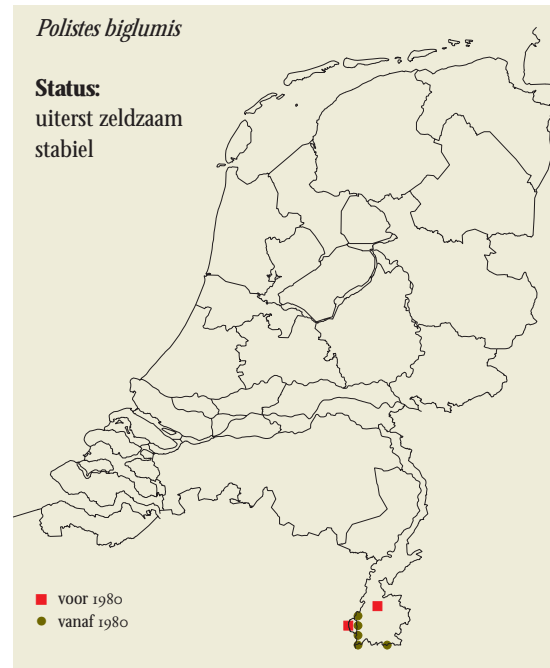 Polistes biglumis
Status:
uiterst zeldzaam
stabiel
voor 1980
vanaf 1980